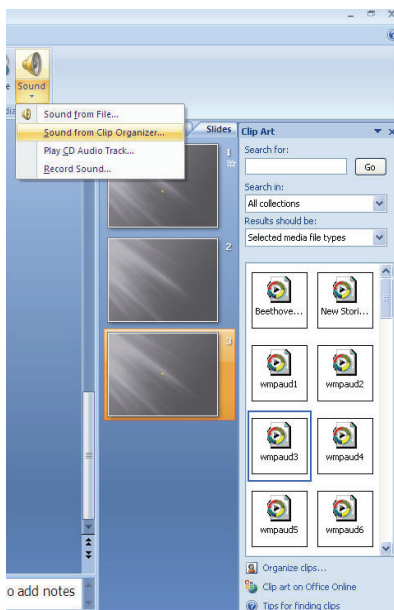 Sound
Sound from File...
Sound from Clip Organizer...
Play CD Audio Track...
Record Sound...
Slides
1
2
3
Clip Art
Search for:
Go
Search in:
All collections
Results should be:
Selected media file types
Beethove...
New Stori...
wmpaud1
wmpaud2
wmpaud3
wmpaud4
wmpaud5
wmpaud6
Organize clips...
Clip art on Office Online
Tips for finding clips
o add notes